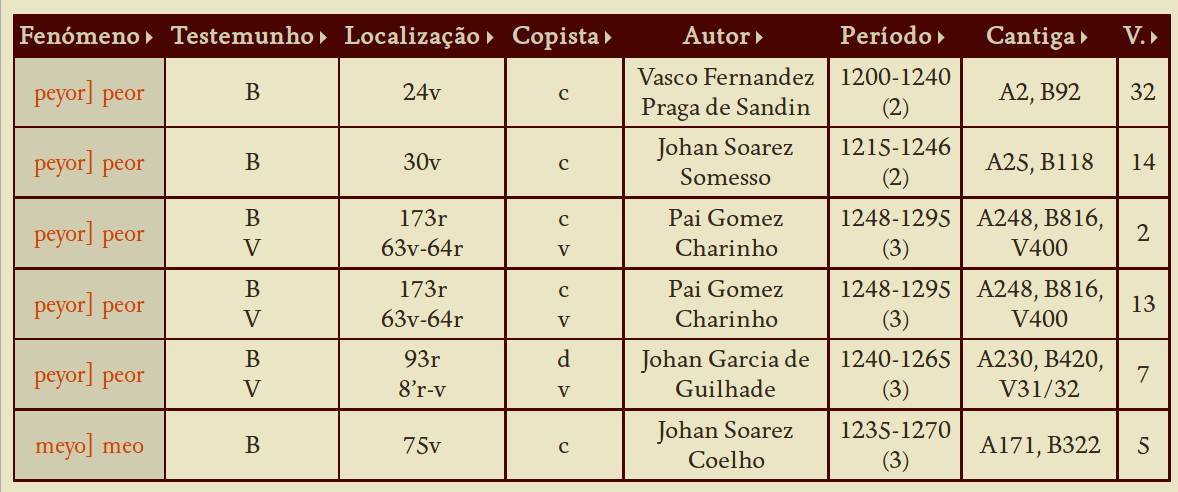 Fenómeno Testemunho Localização Copista Autor Período Cantiga V.
peyor] peor B 24v c Vasco Fernandez Praga de Sandin 1200-1240 (2) A2, B92 32
peyor] peor B 30v c Johan Soarez Somesso 1215-1246 (2) A25, B118 14
peyor] peor B V 173r 63v-64r c v Pai Gomez Charinho 1248-1295 (3) A248, B816, V400 2
peyor] peor B V 173r 63v-64r c v Pai Gomez Charinho 1248-1295 (3) A248, B816, V400 13
peyor] peor B V 93r 8’r-v d v Johan Garcia de Guilhade 1240-1265 (3) A230, B420, V31/32 7
meyo] meo B 75v c Johan Soarez Coelho 1235-1270 (3) A171, B322 5